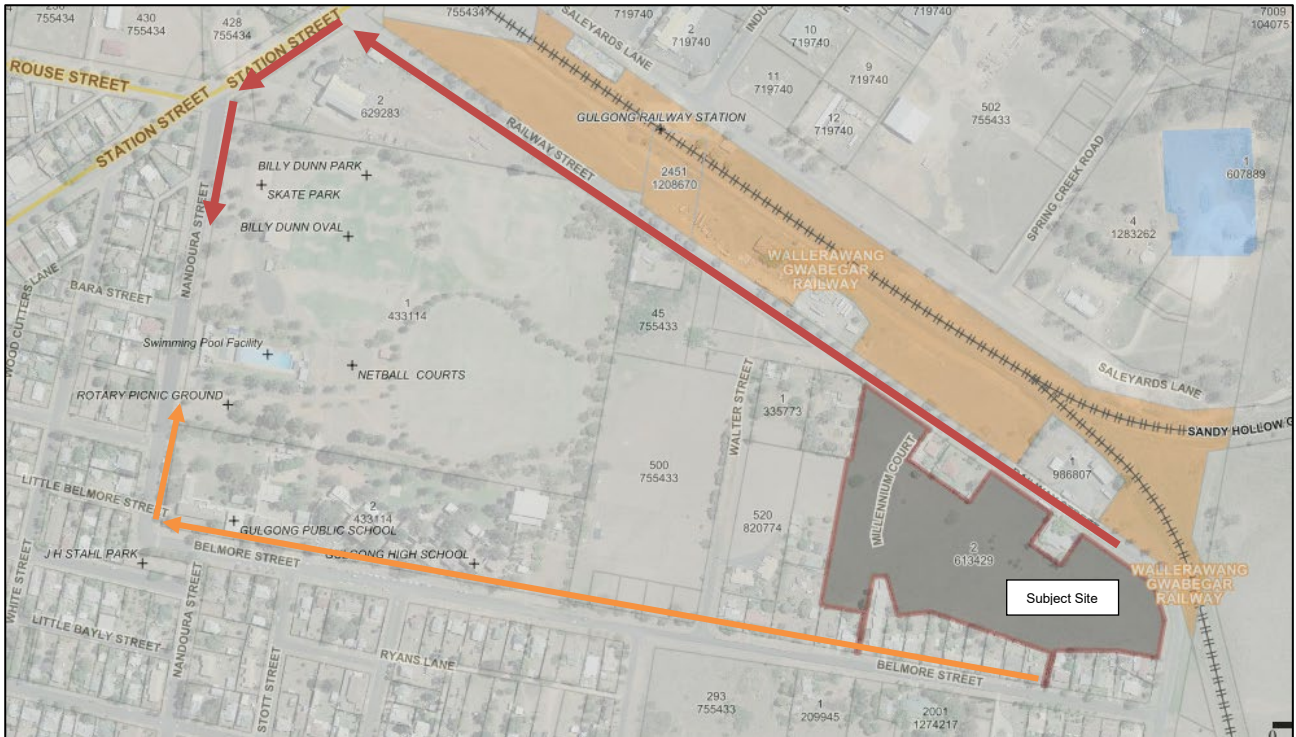 430
755434
428
755434
STATION STREET
755434
SALEYARDS LANE
719740
2
719740
10
719740
719740
7009
ROUSE STREET
STATION STREET
2
629283
11
719740
9
719740
12
719740
502
755433
GULGONG RAILWAY STATION
RAILWAY STREET
BILLY DUNN PARK
SKATE PARK
2451
1208670
SPRING CREEK ROAD
1
607889
NANDOURA STREET
BILLY DUNN OVAL
4
1283262
WALLERAWANG
GWABEGAR
RAILWAY
WOOD CUTTERS LANE
BARA STREET
1
433114
45
755433
Swimming Pool Facility
NETBALL COURTS
SALEYARDS LANE
ROTARY PICNIC GROUND
WALTER STREET
1
335773
SANDY HOLLOW G
MILLENNIUM COURT
1
986807
500
755433
LITTLE BELMORE STREET
2
433114
520
820774
GULGONG PUBLIC SCHOOL
GULGONG HIGH SCHOOL
J H STAHL PARK
BELMORE STREET
2
613429
WALLERAWANG
GWABEGAR
RAILWAY
Subject Site
WHITE STREET
NANDOURA STREET
LITTLE BAYLY STREET
STOTT STREET
RYANS LANE
BELMORE STREET
293
755433
1
209945
2001
1274217
0